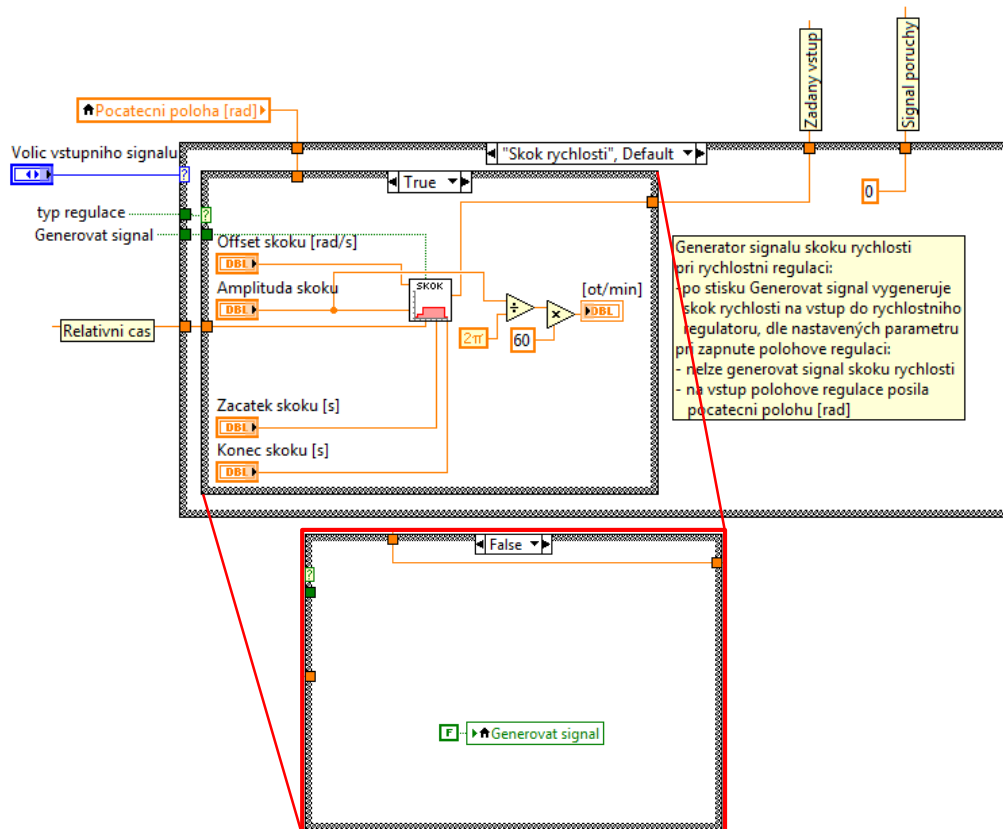 Zadany vstup
Signal poruchy
Pocatecni poloha [rad]
Volic vstupniho signalu
"Skok rychlosti", Default
?
True
0
typ regulace
?
Generovat signal
Offset skoku [rad/s]
DBL
SKOK
Amplituda skoku
DBL
÷
×
[ot/min]
DBL
2π
60
Relativni cas
Generator signalu skoku rychlosti
pri rychlostni regulaci:
-po stisku Generovat signal vygeneruje
skok rychlosti na vstup do rychlostniho
regulatoru, dle nastavených parametru
pri zapnute polohove regulaci:
- nelze generovat signal skoku rychlosti
- na vstup polohove regulace posila
pocatecni polohu [rad]
Zacatek skoku [s]
DBL
Konec skoku [s]
DBL
False
?
F
Generovat signal